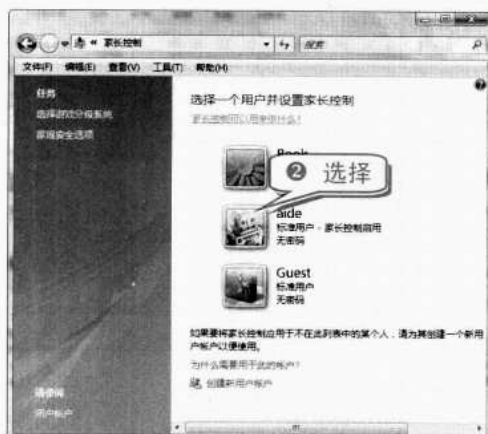 « 家长控制
搜索
文件(F) 编辑(E) 查看(V) 工具(T) 帮助(H)
任务
选择游戏分级系统
家庭安全选项
选择一个用户并设置家长控制
家长控制可以用来做什么?
Book
❷ 选择
aide
标准用户 - 家长控制启用
无密码
Guest
标准用户
无密码
如果要将家长控制应用于不在此列表中的某个人，请为其创建一个新用
户帐户以便使用。
为什么需要用于此的帐户?
创建新用户帐户
请参阅
用户帐户